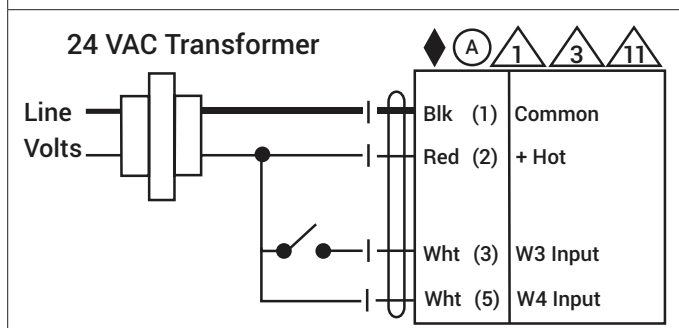 24 VAC Transformer
A 1 3 11
Line
Volts
Blk (1) Common
Red (2) + Hot
Wht (3) W3 Input
Wht (5) W4 Input